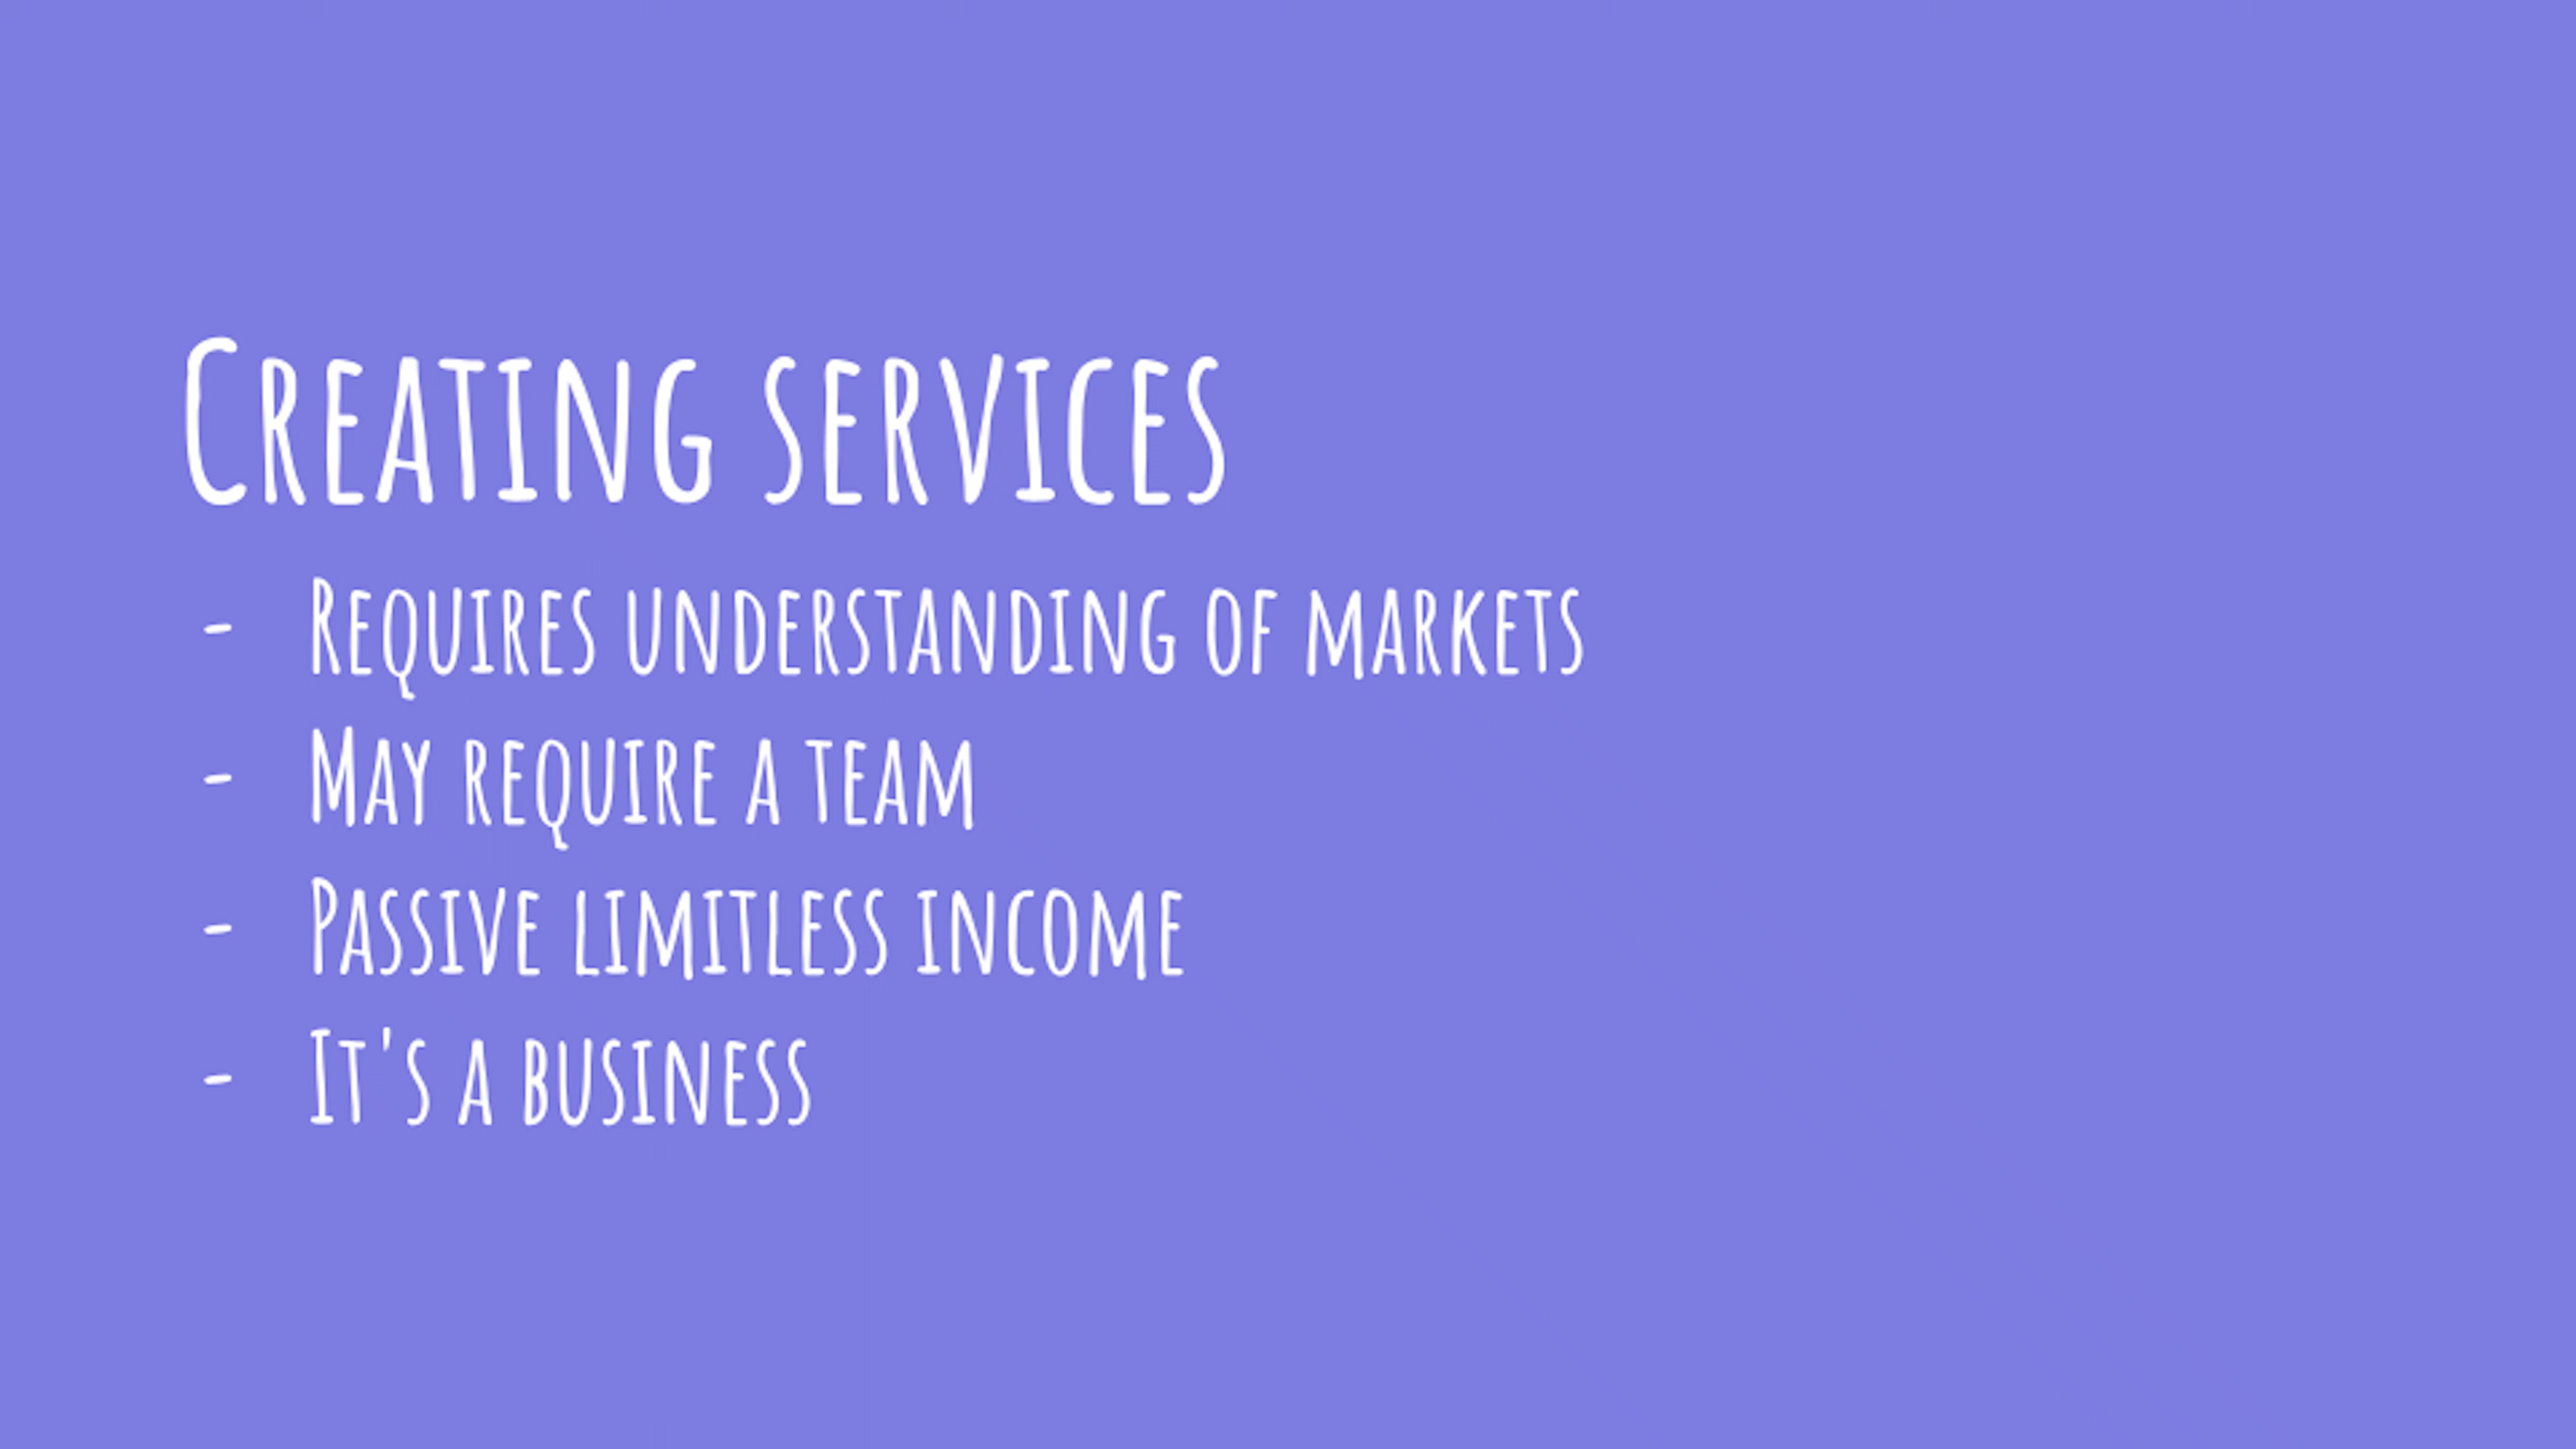 Creating services
- Requires understanding of markets
- May require a team
- Passive limitless income
- It's a business